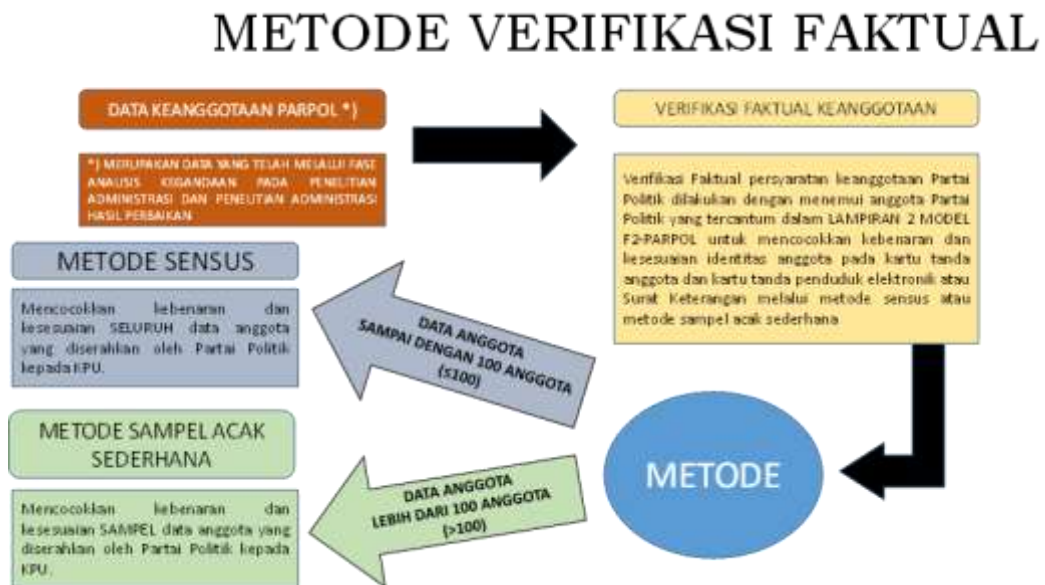 METODE VERIFIKASI FAKTUAL
DATA KEANGGOTAAN PARPOL *)
*) MERUPAKAN DATA YANG TELAH MELALUI FASE
ANALISIS KEGANDAAN PADA PENELITIAN
ADMINISTRASI DAN PENELITIAN ADMINISTRASI
HASIL PERBAIKAN
VERIFIKASI FAKTUAL KEANGGOTAAN
Verifikasi Faktual persyaratan keanggotaan Partai
Politik dilakukan dengan menemui anggota Partai
Politik yang tercantum dalam LAMPIRAN 2 MODEL
F2-PARPOL untuk mencocokkan kebenaran dan
kesesuaian identitas anggota pada kartu tanda
anggota dan kartu tanda penduduk elektronik atau
Surat Keterangan melalui metode sensus atau
metode sampel acak sederhana
METODE SENSUS
Mencocokkan kebenaran dan
kesesuaian SELURUH data anggota
yang diserahkan oleh Partai Politik
kepada KPU.
DATA ANGGOTA
SAMPAI DENGAN 100 ANGGOTA
(≤100)
METODE SAMPEL ACAK
SEDERHANA
Mencocokkan kebenaran dan
kesesuaian SAMPEL data anggota yang
diserahkan oleh Partai Politik kepada
KPU.
DATA ANGGOTA
LEBIH DARI 100 ANGGOTA
(>100)
METODE